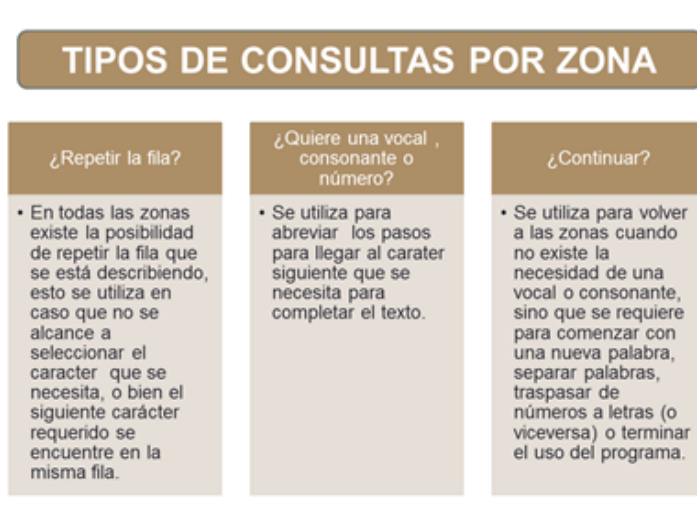 TIPOS DE CONSULTAS POR ZONA
¿Repetir la fila?
• En todas las zonas
existe la posibilidad
de repetir la fila que
se está describiendo,
esto se utiliza en
caso que no se
alcance a
seleccionar el
caracter que se
necesita, o bien el
siguiente carácter
requerido se
encuentre en la
misma fila.
¿Quiere una vocal ,
consonante o
número?
• Se utiliza para
abreviar los pasos
para llegar al carater
siguiente que se
necesita para
completar el texto.
¿Continuar?
• Se utiliza para volver
a las zonas cuando
no existe la
necesidad de una
vocal o consonante,
sino que se requiere
para comenzar con
una nueva palabra,
separar palabras,
traspasar de
números a letras (o
viceversa) o terminar
el uso del programa.